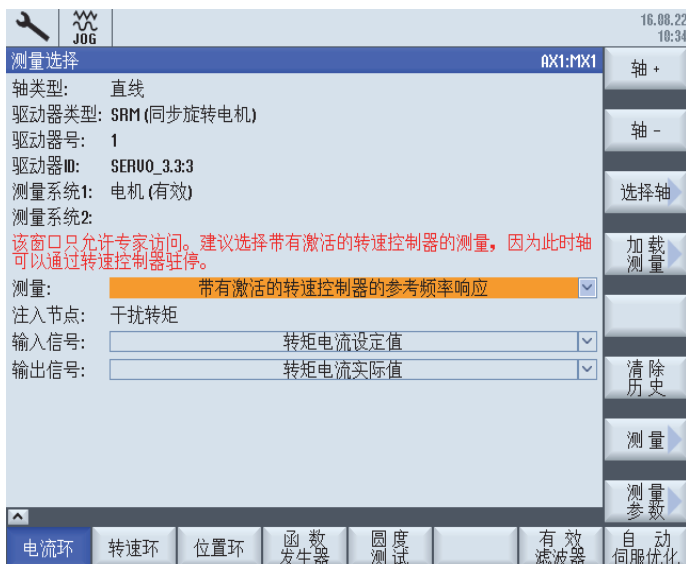 JOG
16.08.22
10:34
测量选择 AX1:MX1
轴类型: 直线
驱动器类型: SRM (同步旋转电机)
驱动器号: 1
驱动器ID: SERVO_3.3:3
测量系统1: 电机 (有效)
测量系统2:
该窗口只允许专家访问。建议选择带有激活的转速控制器的测量，因为此时轴
可以通过转速控制器驻停。
测量: 带有激活的转速控制器的参考频率响应
注入节点: 干扰转矩
输入信号: 转矩电流设定值
输出信号: 转矩电流实际值
轴 +
轴 -
选择轴
加载
测量
清除
历史
测量
测量
参数
电流环
转速环
位置环
函数
发生器
圆度
测试
有效
滤波器
自动
伺服优化